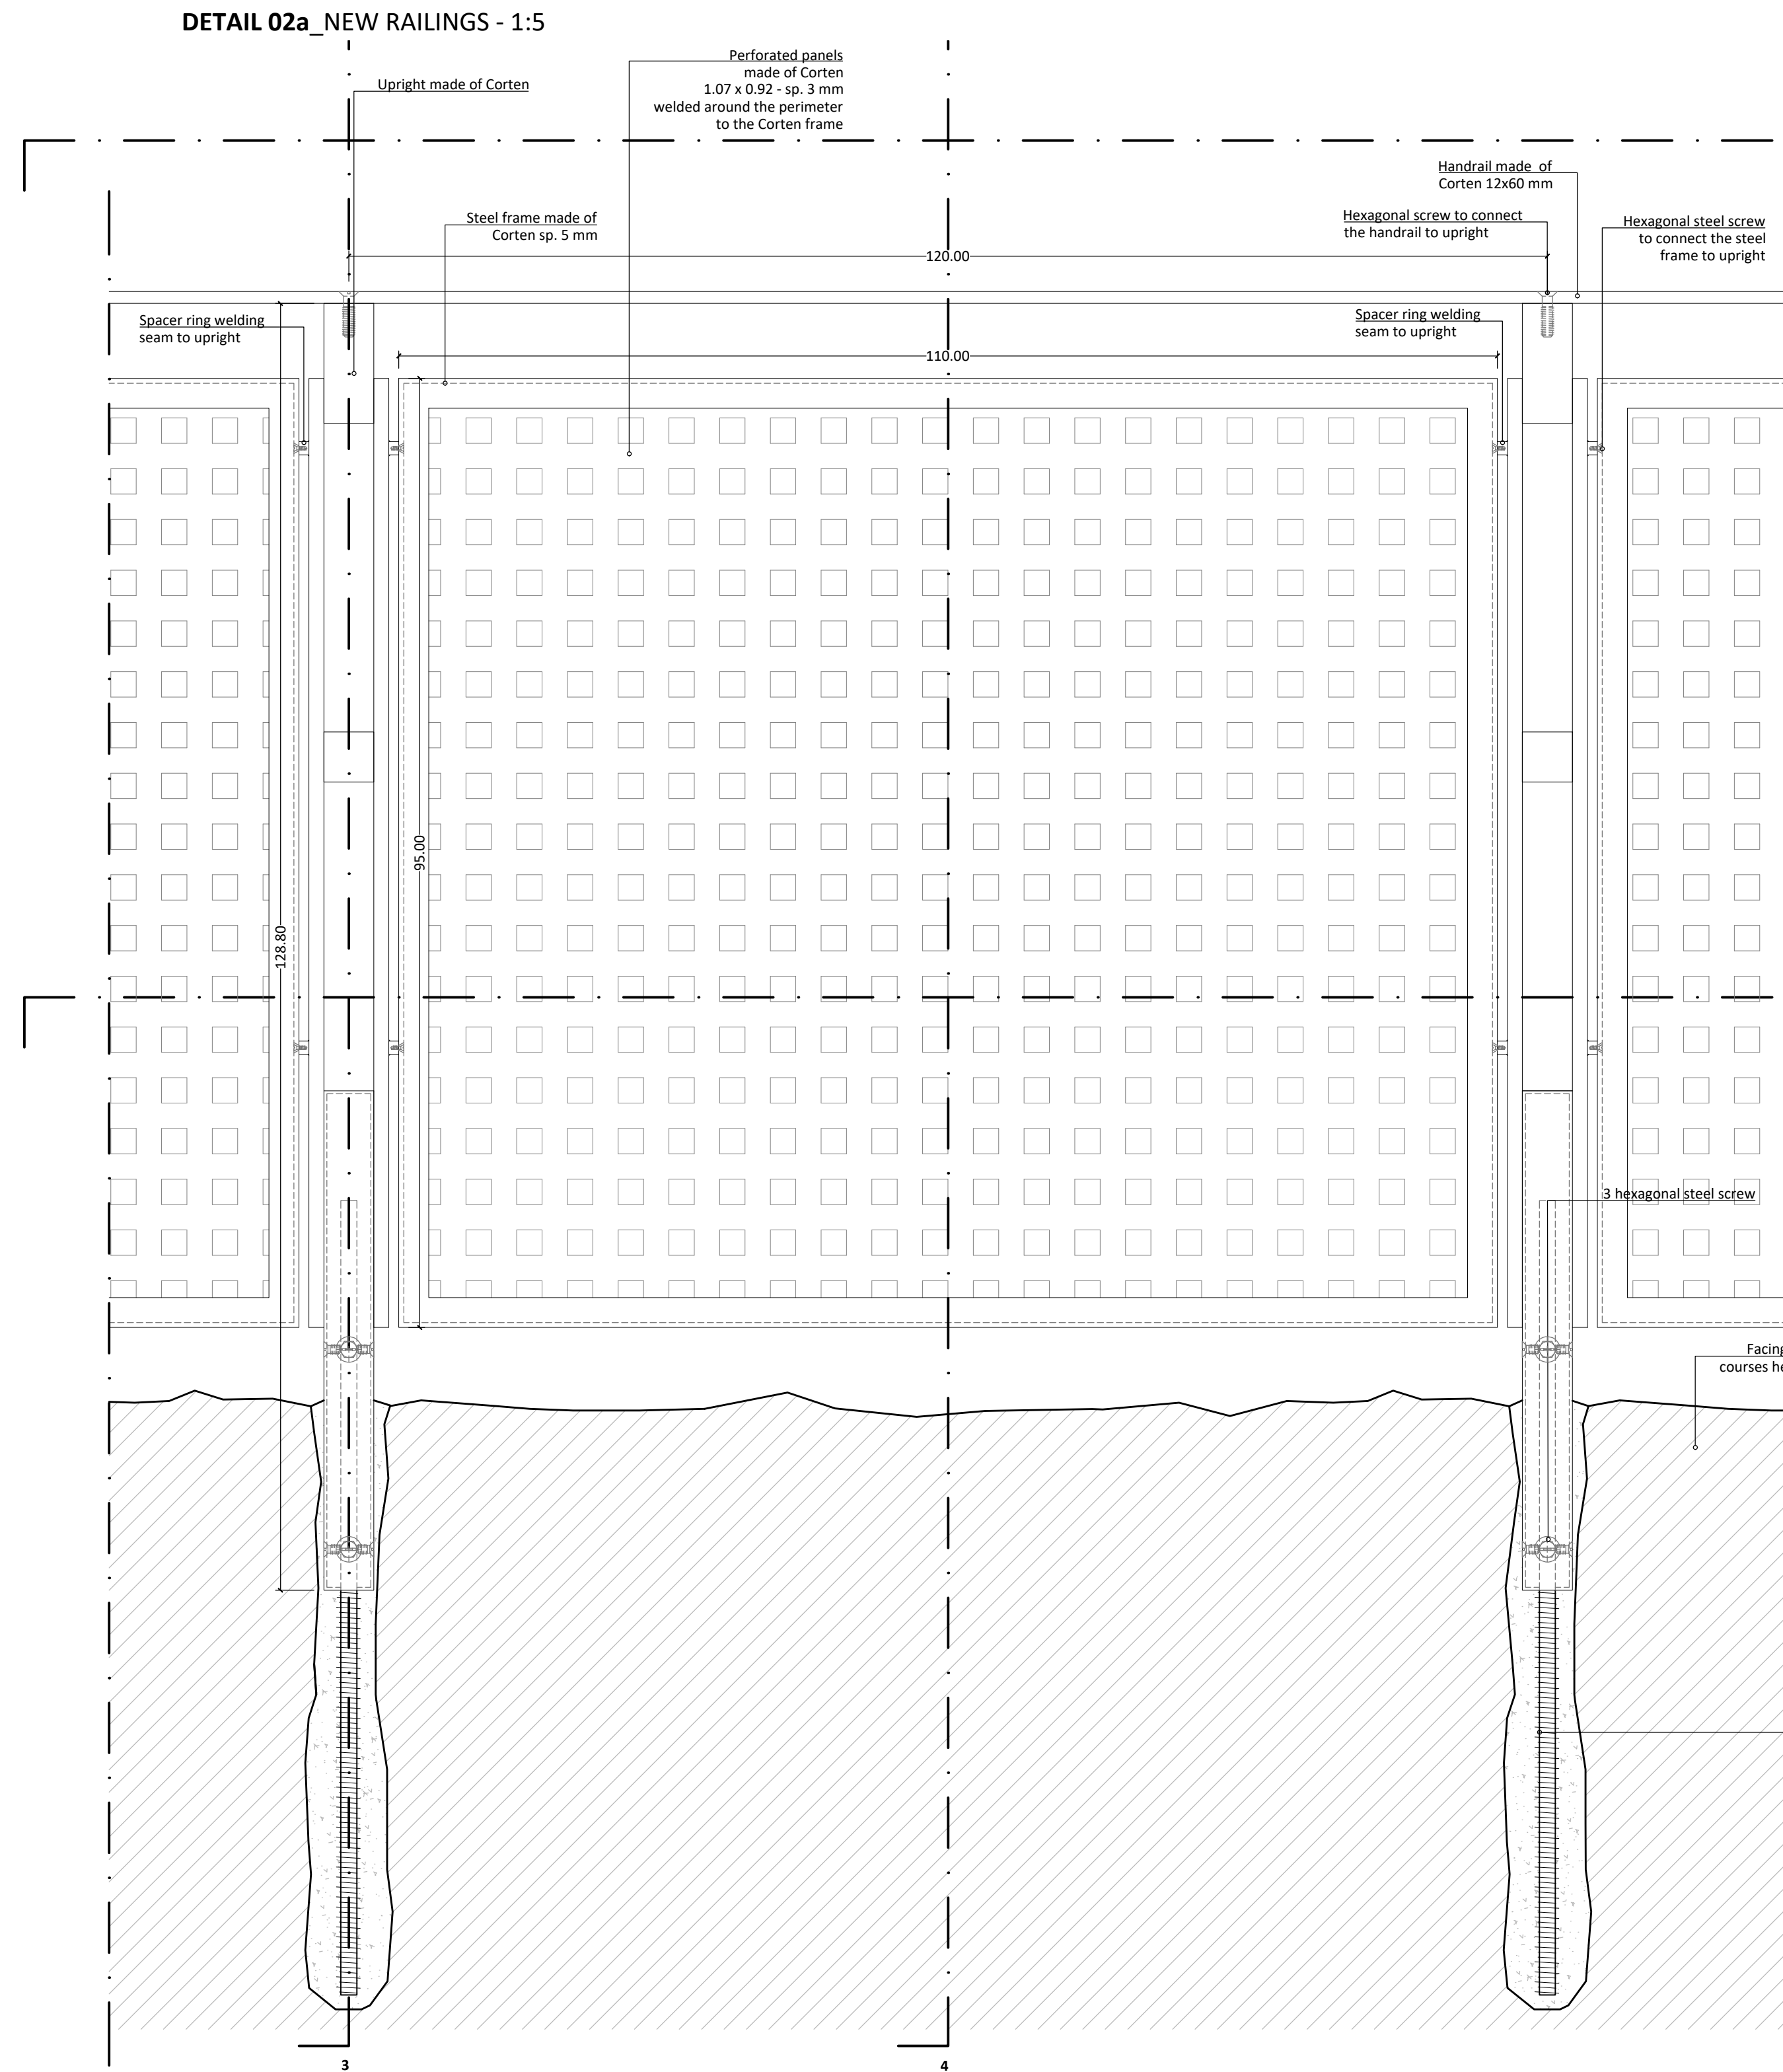 DETAIL 02a_NEW RAILINGS - 1:5
Perforated panels
made of Corten
1.07 x 0.92 - sp. 3 mm
welded around the perimeter
to the Corten frame
Upright made of Corten
Handrail made of
Corten 12x60 mm
Steel frame made of
Corten sp. 5 mm
Hexagonal screw to connect
the handrail to upright
Hexagonal steel screw
to connect the steel
frame to upright
120.00
Spacer ring welding
seam to upright
Spacer ring welding
seam to upright
110.00
95.00
128.80
3 hexagonal steel screw
Facing
courses he
3
4